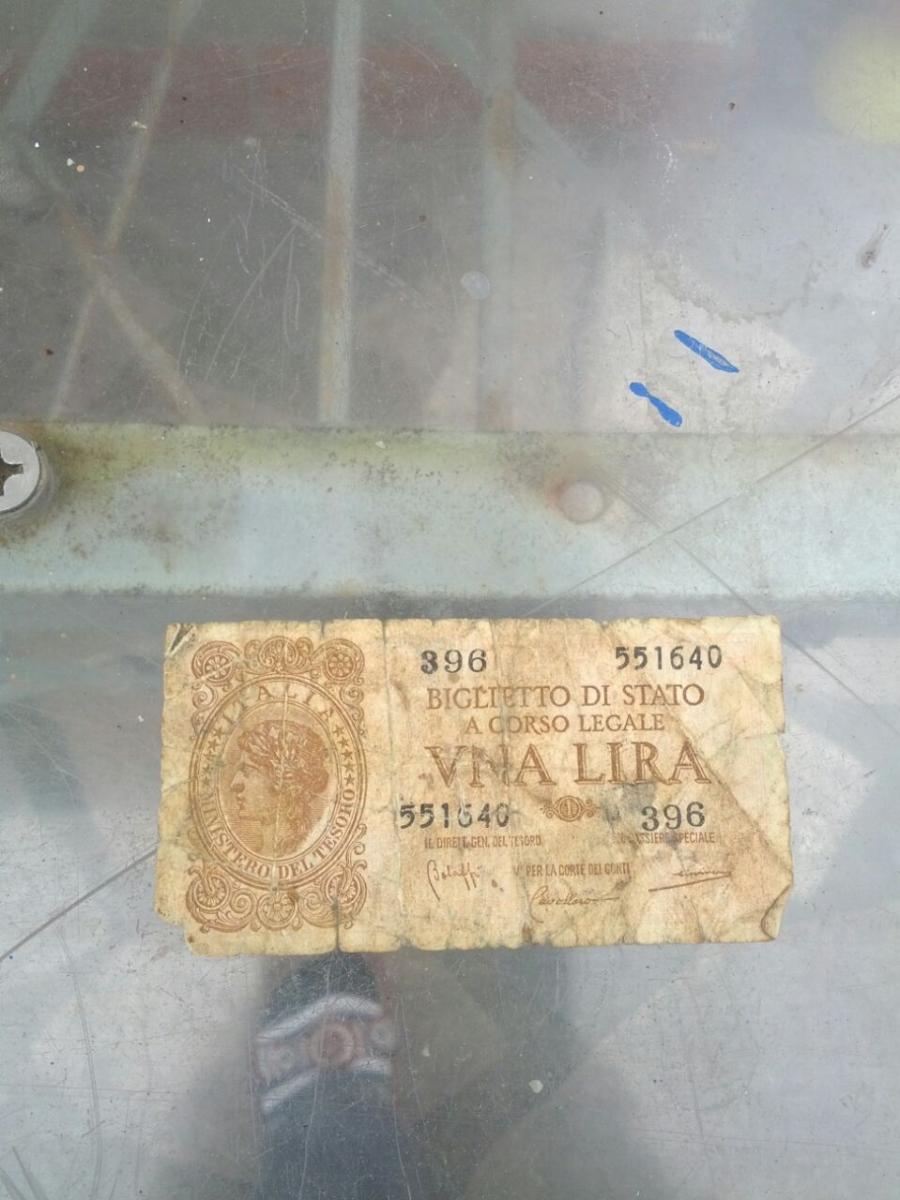 ITALIA
MINISTERO DEL TESORO
396 551640
BIGLIETTO DI STATO
A CORSO LEGALE
VNA LIRA
551640 1 396
IL DIRETT. GEN. DEL TESORO
CASSIERE SPECIALE
PER LA CORTE DEI CONTI